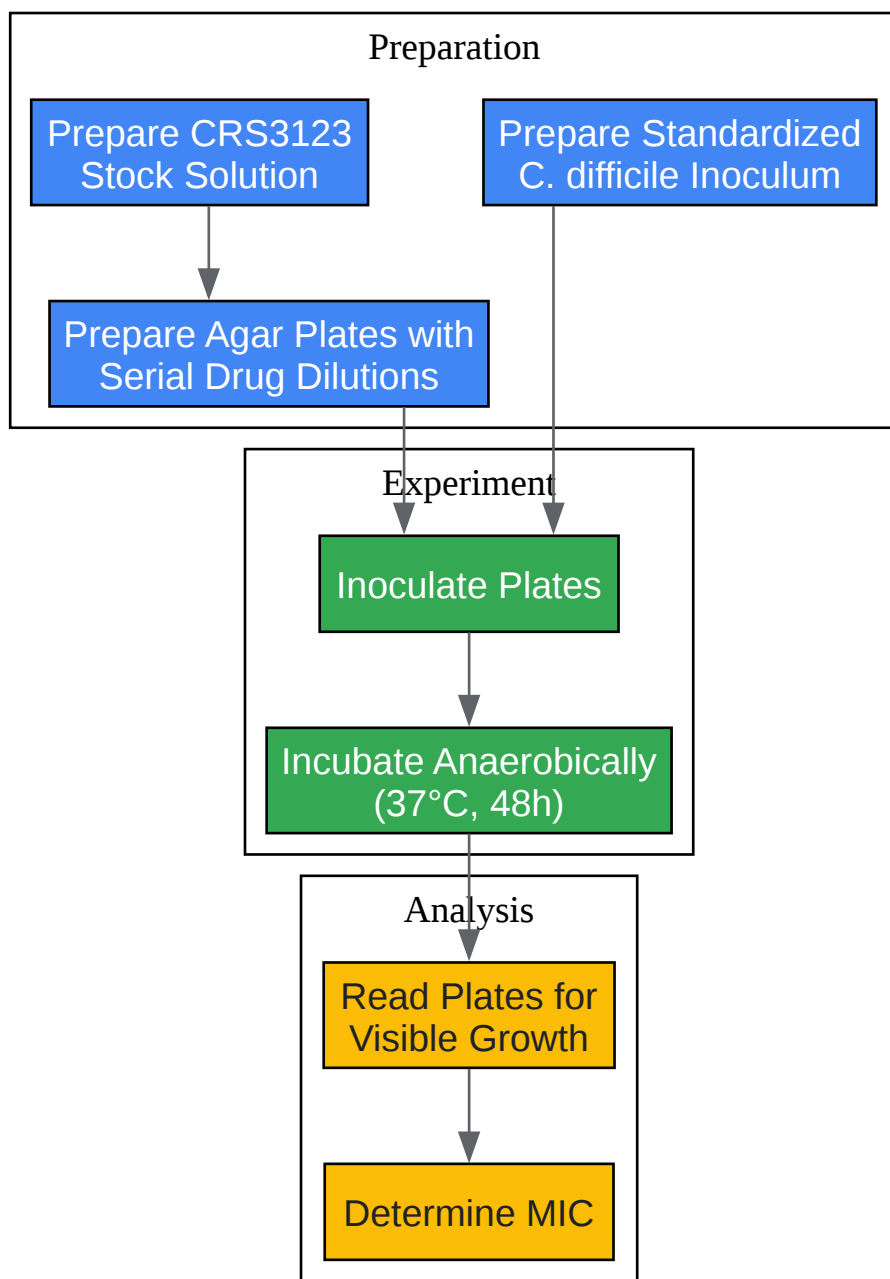 Preparation
Prepare CRS3123
Stock Solution
Prepare Standardized
C. difficile Inoculum
Prepare Agar Plates with
Serial Drug Dilutions
Experiment
Inoculate Plates
Incubate Anaerobically
(37°C, 48h)
Analysis
Read Plates for
Visible Growth
Determine MIC